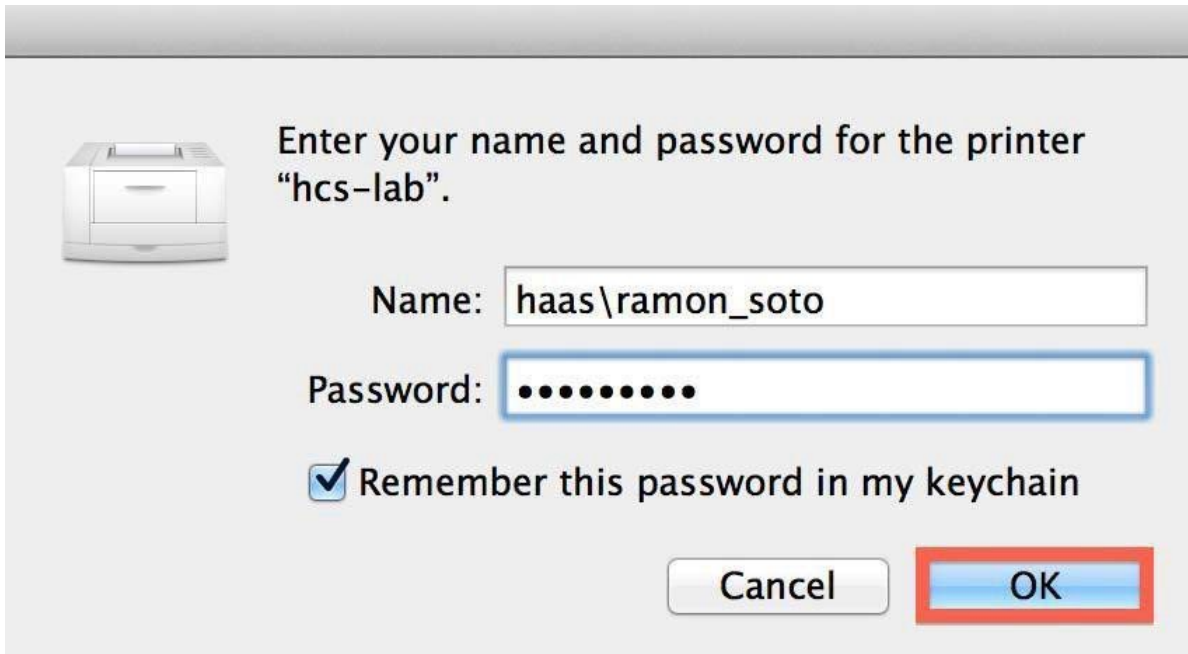 Enter your name and password for the printer
“hcs-lab”.
Name: haas\ramon_soto
Password: •••••••••
Remember this password in my keychain
Cancel OK